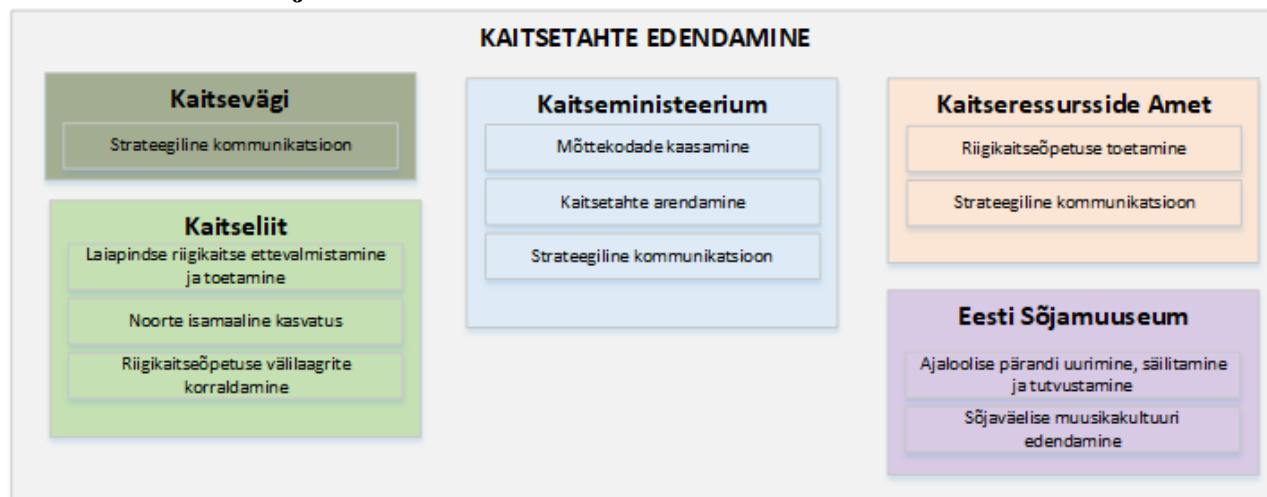 KAITSETAHTE EDENDAMINE
Kaitsevägi
Strateegiline kommunikatsioon
Kaitseliit
Laiapindse riigikaitse ettevalmistamine
ja toetamine
Noorte isamaaline kasvatus
Riigikaitseõpetuse välilaagrite
korraldamine
Kaitseministeerium
Mõttekodade kaasamine
Kaitsetahte arendamine
Strateegiline kommunikatsioon
Kaitseressursside Amet
Riigikaitseõpetuse toetamine
Strateegiline kommunikatsioon
Eesti Sõjamuuseum
Ajaloolise pärandi uurimine, säilitamine
ja tutvustamine
Sõjaväelise muusikakultuuri
edendamine